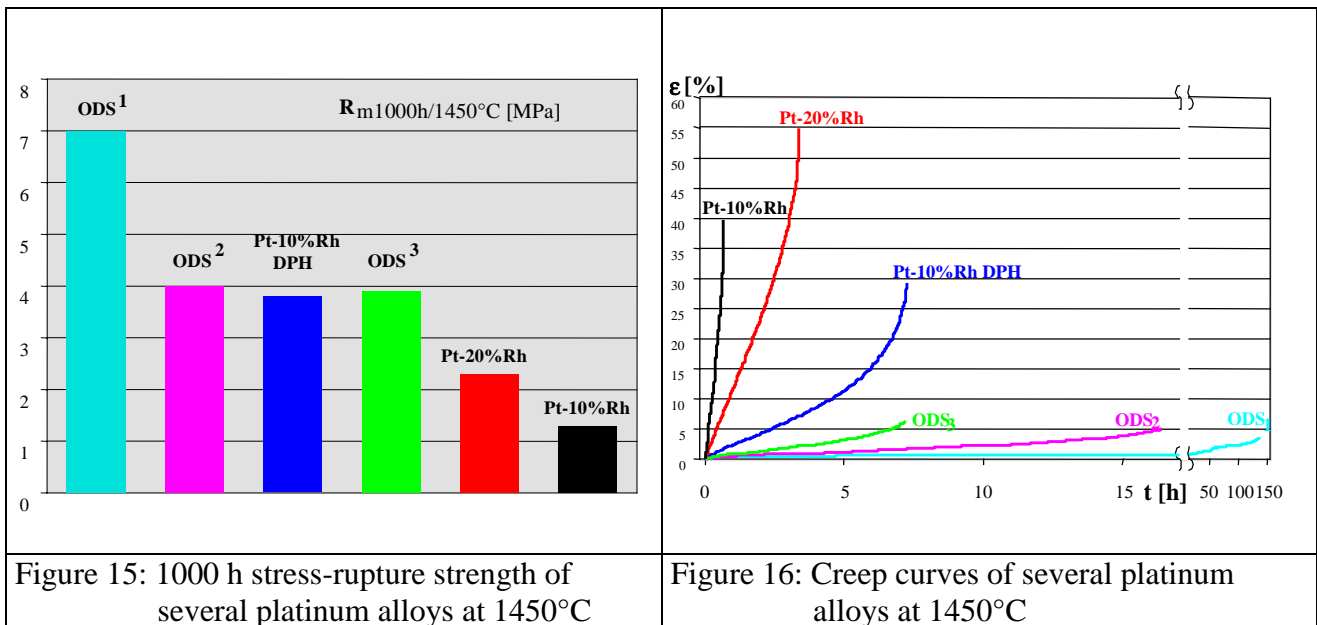 8
7
6
5
4
3
2
1
0
ODS1
Rm1000h/1450°C [MPa]
ODS2
Pt-10%Rh
DPH
ODS3
Pt-20%Rh
Pt-10%Rh
Figure 15: 1000 h stress-rupture strength of
several platinum alloys at 1450°C
ε [%]
60
55
50
45
40
35
30
25
20
15
10
5
0
Pt-20%Rh
Pt-10%Rh
Pt-10%Rh DPH
ODS3
ODS2
ODS1
0 5 10 15 t [h] 50 100 150
Figure 16: Creep curves of several platinum
alloys at 1450°C